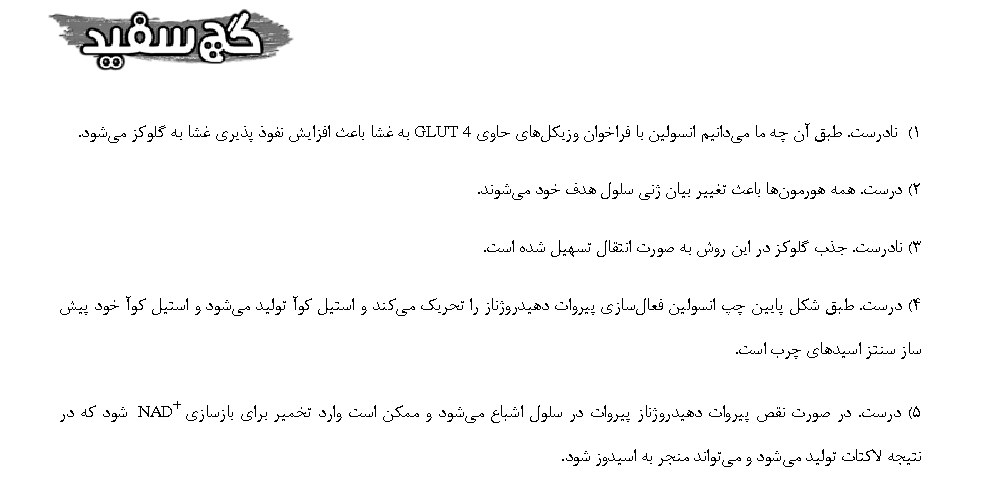 گچ سفید
۱) نادرست. طبق آن چه ما می‌دانیم انسولین با فراخوان وزیکل‌های حاوی GLUT 4 به غشا باعث افزایش نفوذ پذیری غشا به گلوکز می‌شود.
۲) درست. همه هورمون‌ها باعث تغییر بیان ژنی سلول هدف خود می‌شوند.
۳) نادرست. جذب گلوکز در این روش به صورت انتقال تسهیل شده است.
۴) درست. طبق شکل پایین چپ انسولین فعال‌سازی پیروات دهیدروژناز را تحریک می‌کند و استیل کوآ تولید می‌شود و استیل کوآ خود پیش
ساز سنتز اسیدهای چرب است.
۵) درست. در صورت نقص پیروات دهیدروژناز پیروات در سلول اشباع می‌شود و ممکن است وارد تخمیر برای بازسازی NAD⁺ شود که در
نتیجه لاکتات تولید می‌شود و می‌تواند منجر به اسیدوز شود.